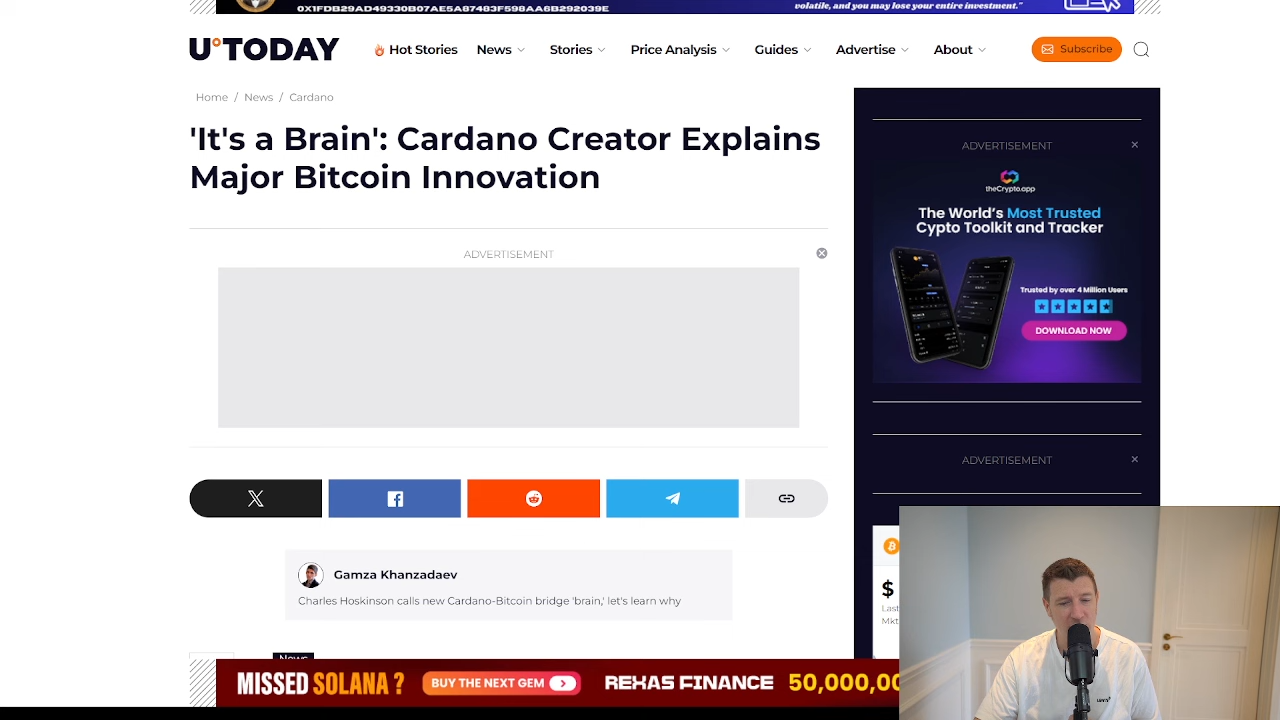 0X1FDB29AD49330B07AE5A87483F598AA6B292039E
volatile, and you may lose your entire investment."
U°TODAY
Hot Stories
News
Stories
Price Analysis
Guides
Advertise
About
Subscribe
Home / News / Cardano
'It's a Brain': Cardano Creator Explains
Major Bitcoin Innovation
ADVERTISEMENT
Gamza Khanzadaev
Charles Hoskinson calls new Cardano-Bitcoin bridge 'brain,' let's learn why
News
ADVERTISEMENT
theCrypto.app
The World's Most Trusted
Cypto Toolkit and Tracker
Trusted by over 4 Million Users
DOWNLOAD NOW
ADVERTISEMENT
$
Last
Mkt
MISSED SOLANA ?
BUY THE NEXT GEM
REXAS FINANCE
50,000,00